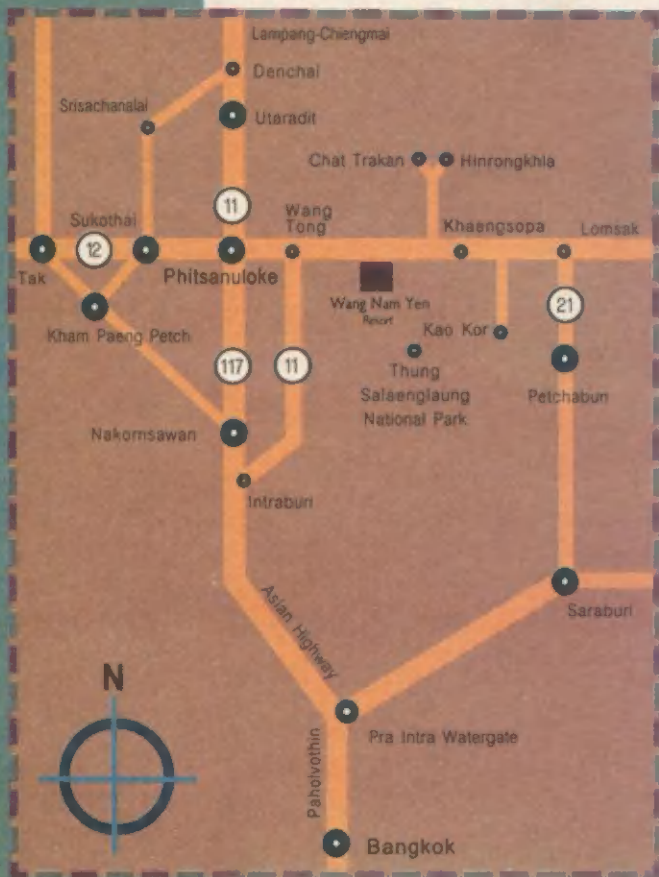 Lampang-Chiengmai
Denchai
Srisachanalai
Utaradit
Chat Trakan
Hinrongkhla
11
Wang
Tong
Sukothai
Khaengsopa
Lomsak
12
Tak
Phitsanuloke
Wang Nam Yen
Resort
21
Kham Paeng Petch
Kao Kor
117
11
Thung
Salaenglaung
National Park
Petchabun
Nakornsawan
Intraburi
Asian Highway
Saraburi
N
Pra Intra Watergate
Paholyothin
Bangkok